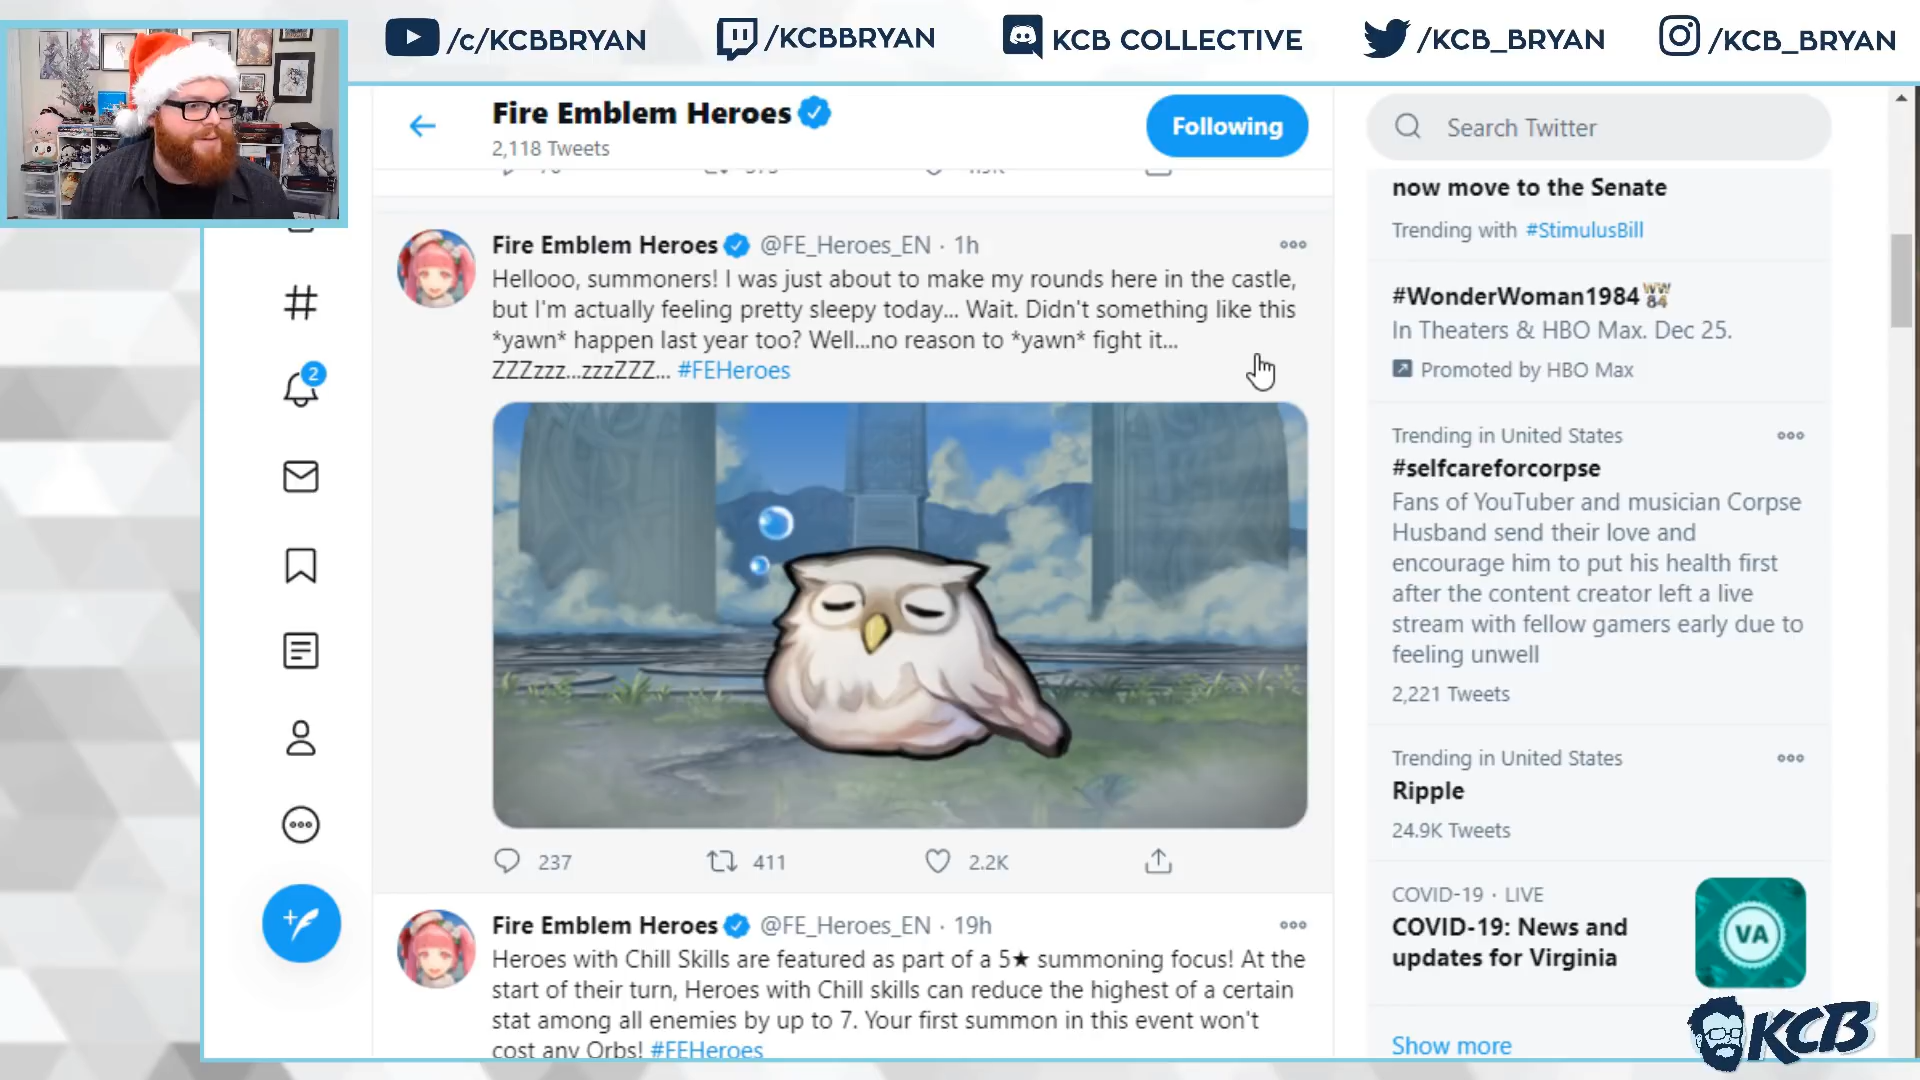 /c/KCBBRYAN
/KCBBRYAN
KCB COLLECTIVE
/KCB_BRYAN
/KCB_BRYAN
Fire Emblem Heroes
2,118 Tweets
Following
Search Twitter
Fire Emblem Heroes @FE_Heroes_EN · 1h
Hellooo, summoners! I was just about to make my rounds here in the castle,
but I'm actually feeling pretty sleepy today... Wait. Didn't something like this
*yawn* happen last year too? Well...no reason to *yawn* fight it...
ZZZzzz...zzzZZZ... #FEHeroes
237
411
2.2K
Fire Emblem Heroes @FE_Heroes_EN · 19h
Heroes with Chill Skills are featured as part of a 5★ summoning focus! At the
start of their turn, Heroes with Chill skills can reduce the highest of a certain
stat among all enemies by up to 7. Your first summon in this event won't
cost any Orbs! #FEHeroes
2
now move to the Senate
Trending with #StimulusBill
#WonderWoman1984 WW 84
In Theaters & HBO Max. Dec 25.
Promoted by HBO Max
Trending in United States
#selfcareforcorpse
Fans of YouTuber and musician Corpse
Husband send their love and
encourage him to put his health first
after the content creator left a live
stream with fellow gamers early due to
feeling unwell
2,221 Tweets
Trending in United States
Ripple
24.9K Tweets
COVID-19 · LIVE
COVID-19: News and
updates for Virginia
VA
Show more
KCB